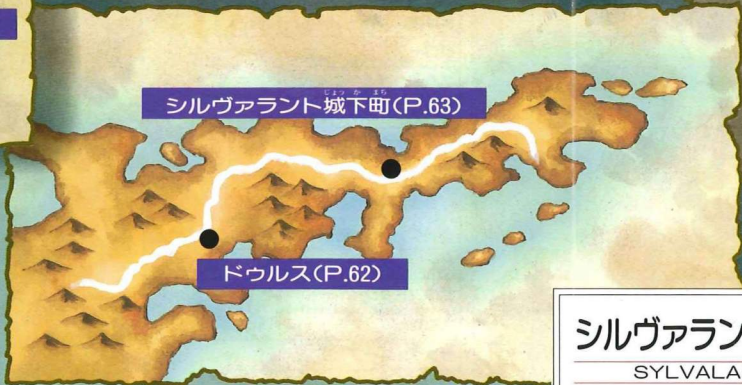 シルヴァラント城下町(P.63)
じょうかまち
ドゥルス(P.62)
シルヴァラン
SYLVALA